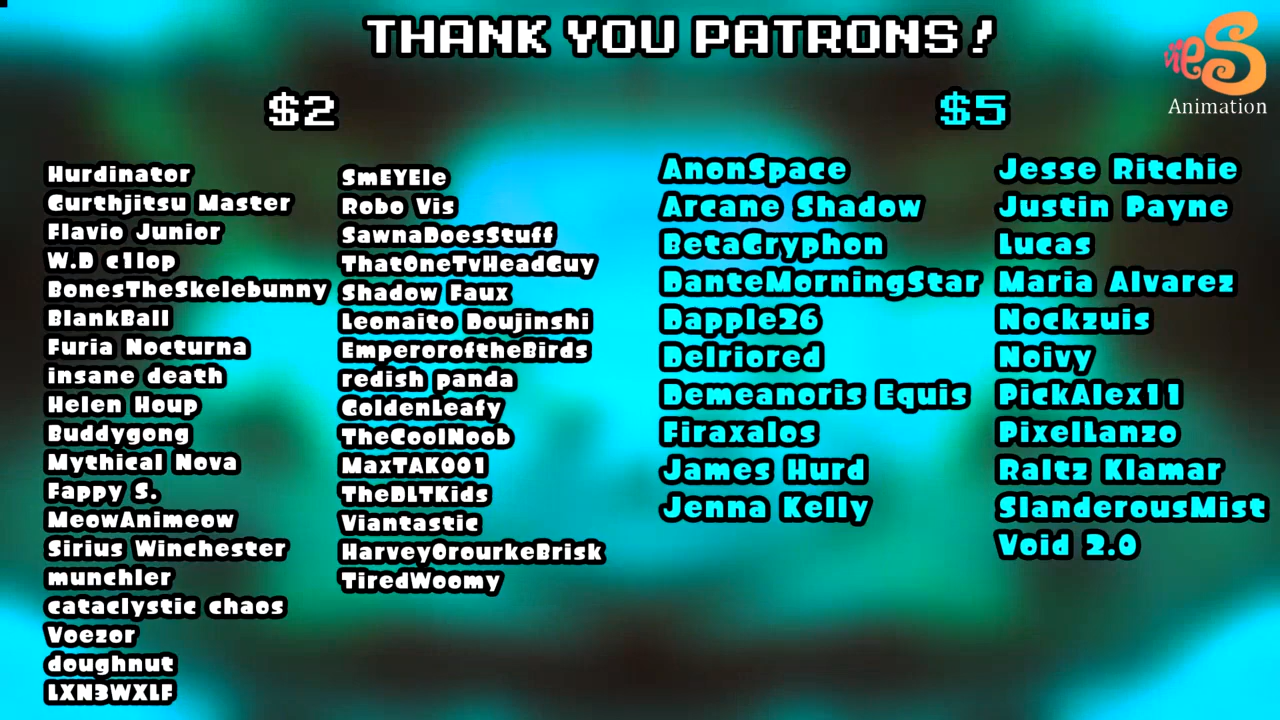 THANK YOU PATRONS!
ñeS
Animation
$2
$5
Hurdinator
Gurthjitsu Master
Flavio Junior
W.D c1lop
BonesTheSkelebunny
BlankBall
Furia Nocturna
insane death
Helen Houp
Buddygong
Mythical Nova
Fappy S.
MeowAnimeow
Sirius Winchester
munchler
cataclystic chaos
Voezor
doughnut
LXN3WXLF
SmEYEle
Robo Vis
SawnaDoesStuff
ThatOneTvHeadGuy
Shadow Faux
Leonaito Doujinshi
EmperoroftheBirds
redish panda
GoldenLeafy
TheCoolNoob
MaxTAK001
TheDLTKids
Viantastic
HarveyOrourkeBrisk
TiredWoomy
AnonSpace
Arcane Shadow
BetaGryphon
DanteMorningStar
Dapple26
Delriored
Demeanoris Equis
Firaxalos
James Hurd
Jenna Kelly
Jesse Ritchie
Justin Payne
Lucas
Maria Alvarez
Nockzuis
Noivy
PickAlex11
PixelLanzo
Raltz Klamar
SlanderousMist
Void 2.0